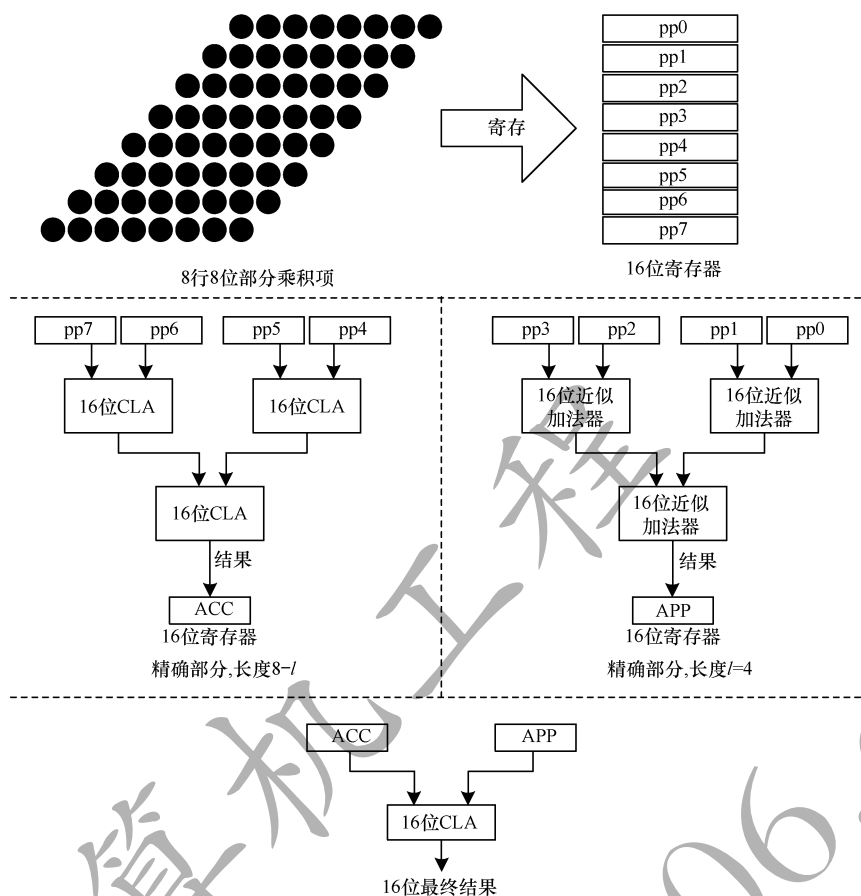 pp0
pp1
pp2
寄存
pp3
pp4
pp5
pp6
pp7
8行8位部分乘积项
16位寄存器
pp7
pp6
pp5
pp4
pp3
pp2
pp1
pp0
16位CLA
16位CLA
16位近似
加法器
16位近似
加法器
16位CLA
16位近似
加法器
结果
结果
ACC
APP
16位寄存器
16位寄存器
精确部分,长度8-l
精确部分,长度l=4
ACC
APP
16位CLA
16位最终结果
算机工程
06.